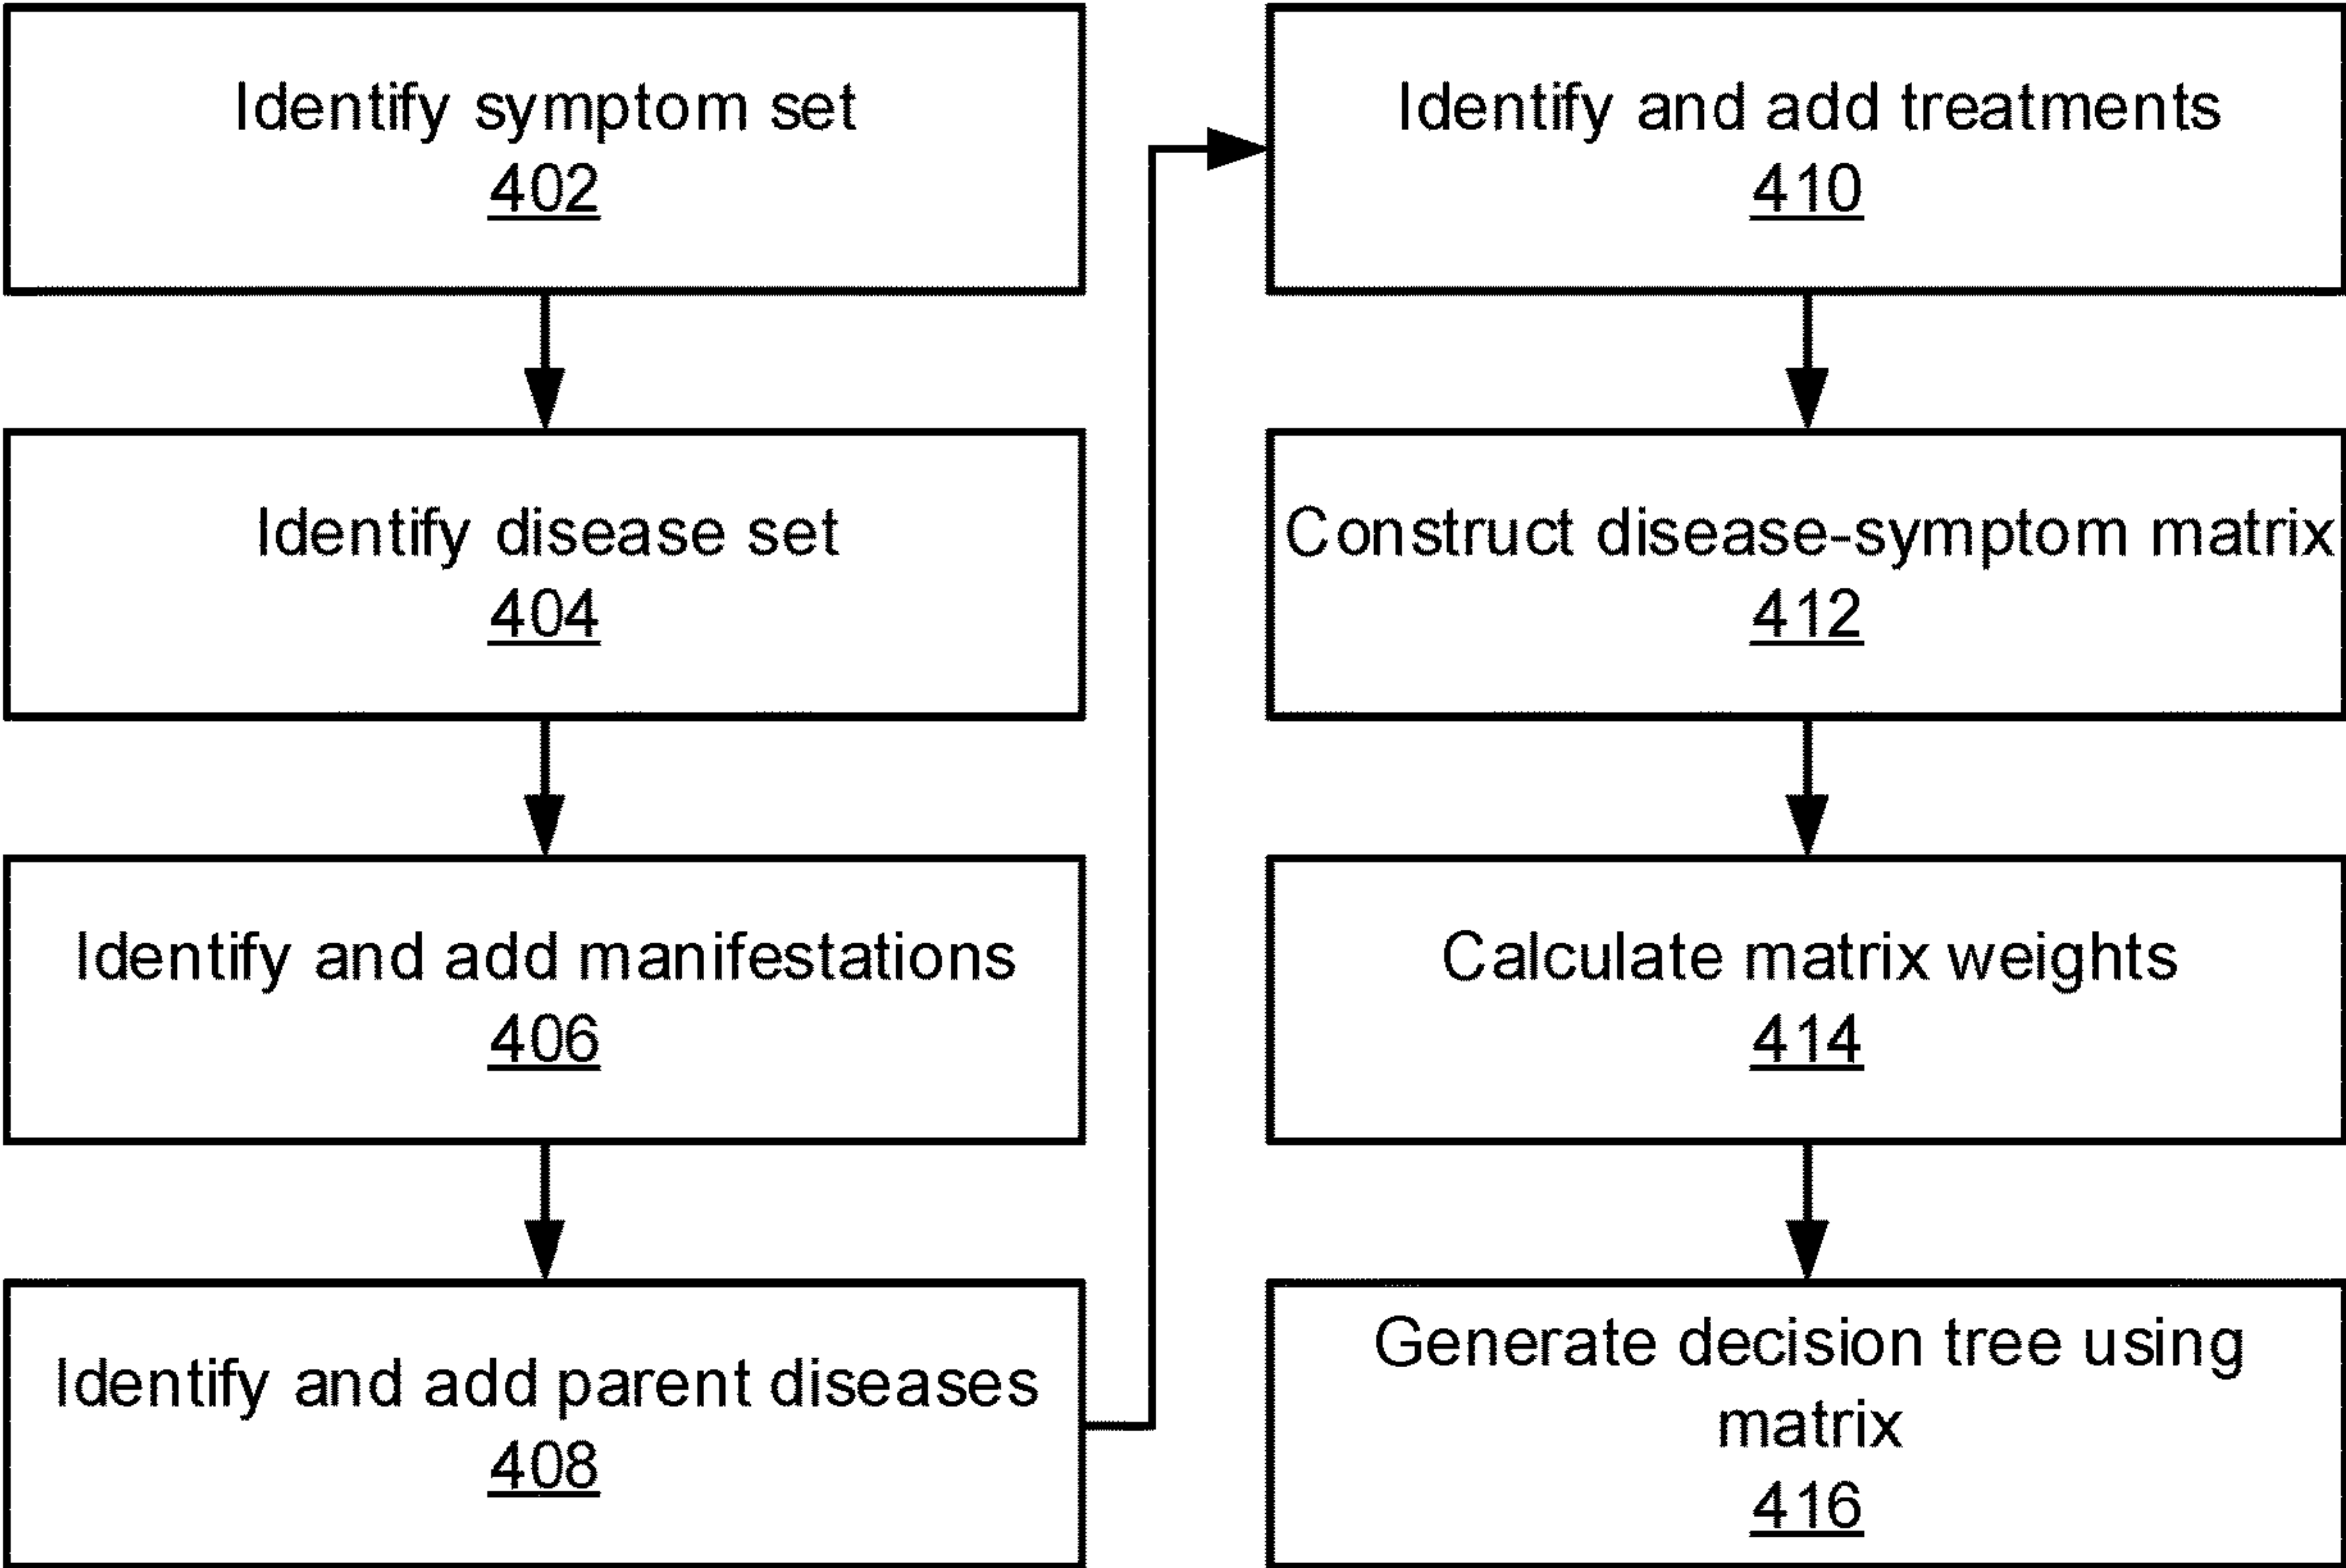 Identify symptom set
402
Identify disease set
404
Identify and add manifestations
406
Identify and add parent diseases
408
Identify and add treatments
410
Construct disease-symptom matrix
412
Calculate matrix weights
414
Generate decision tree using
matrix
416